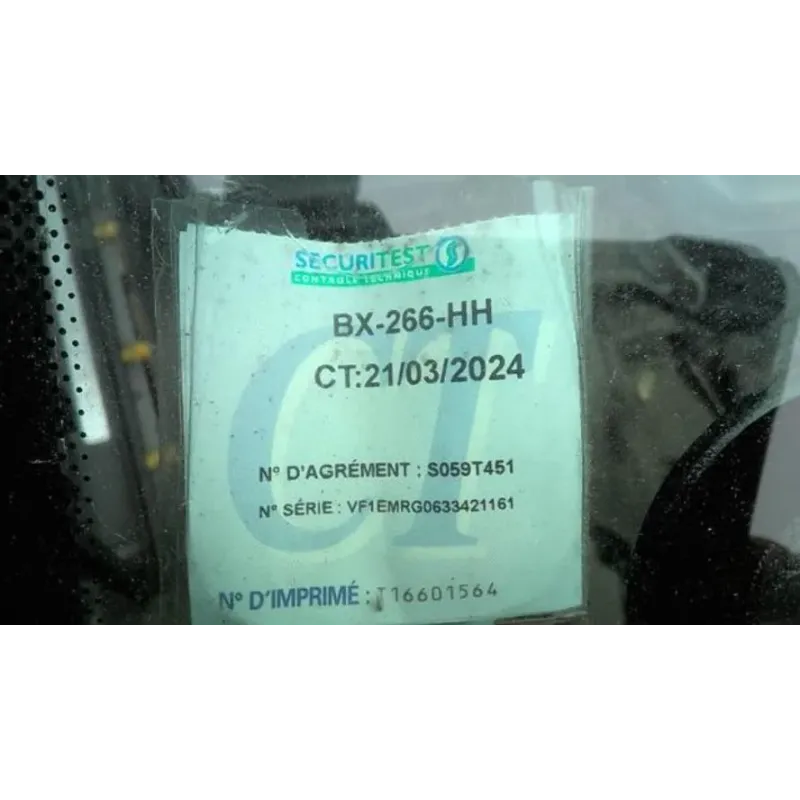 SECURITEST
CONTRÔLE TECHNIQUE
BX-266-HH
CT:21/03/2024
CT
N° D'AGRÉMENT : S059T451
N° SÉRIE : VF1EMRG0633421161
N° D'IMPRIMÉ : T16601564